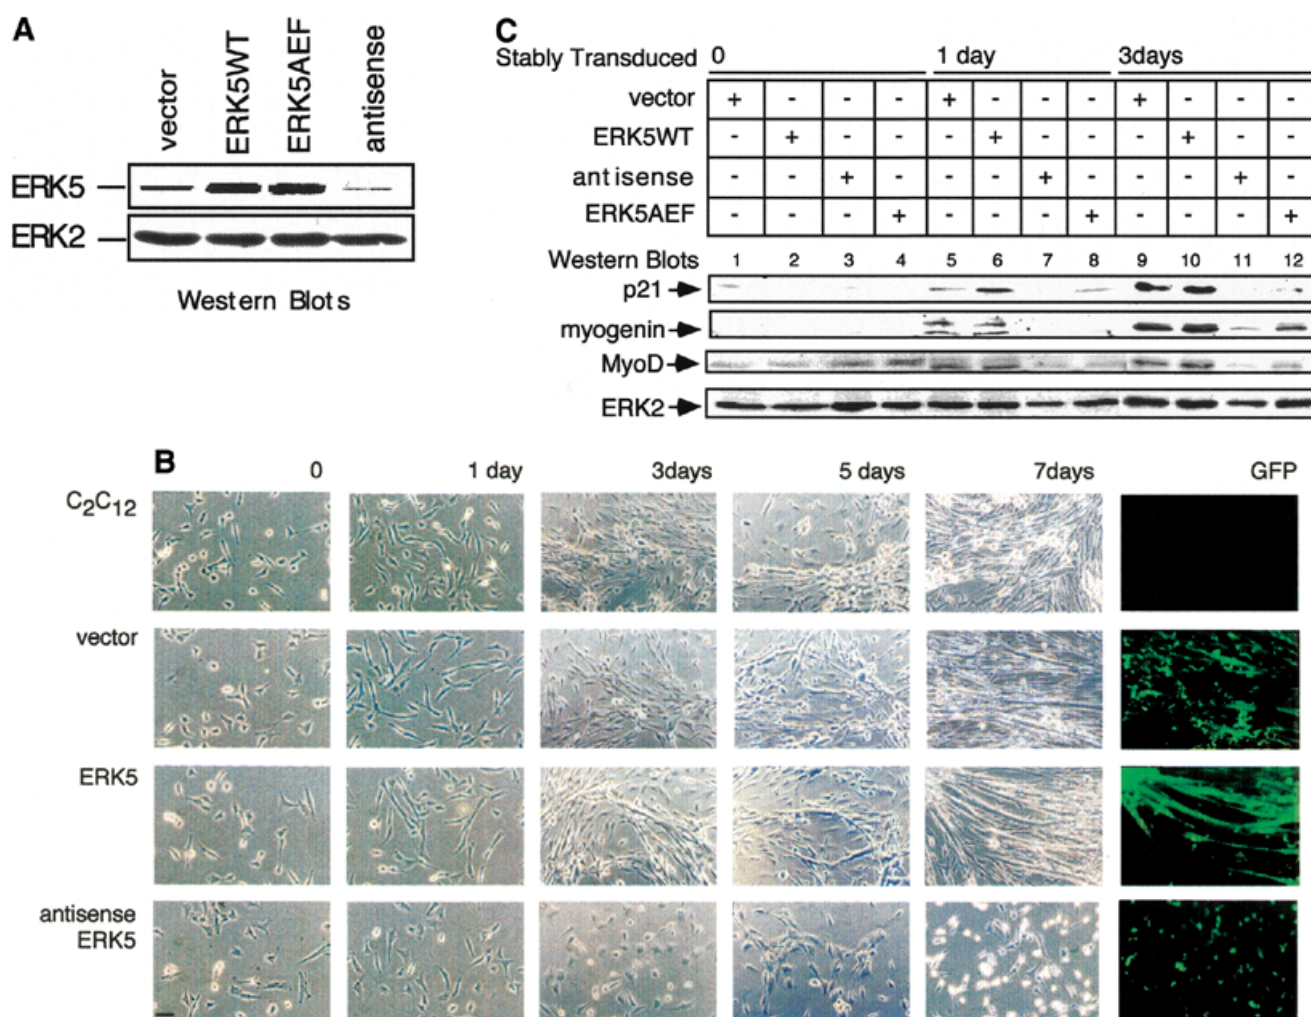 A
vector
ERK5WT
ERK5AEF
antisense
ERK5
ERK2
Western Blots
C
Stably Transduced 0 1 day 3days
vector + - - - + - - - + - - -
ERK5WT - + - - - + - - - + - -
antisense - - + - - - + - - - + -
ERK5AEF - - - + - - - + - - - +
Western Blots 1 2 3 4 5 6 7 8 9 10 11 12
p21
myogenin
MyoD
ERK2
B
0 1 day 3days 5 days 7days GFP
C2C12
vector
ERK5
antisense
ERK5